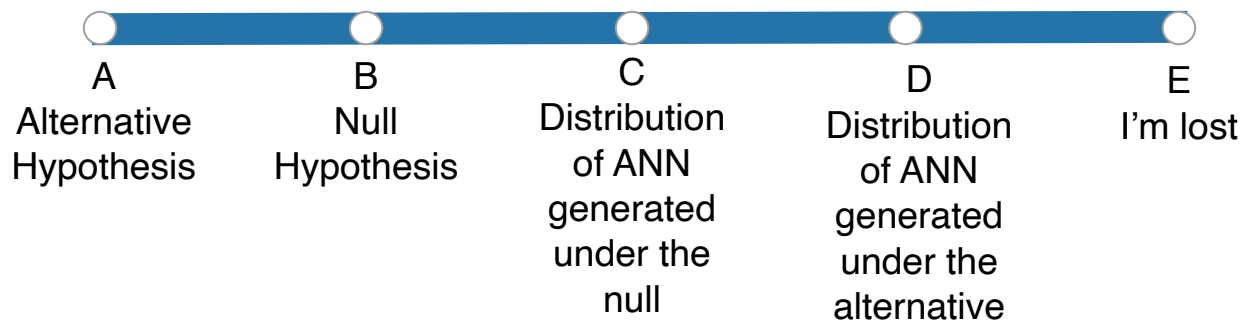 A
Alternative
Hypothesis
B
Null
Hypothesis
C
Distribution
of ANN
generated
under the
null
D
Distribution
of ANN
generated
under the
alternative
E
I’m lost